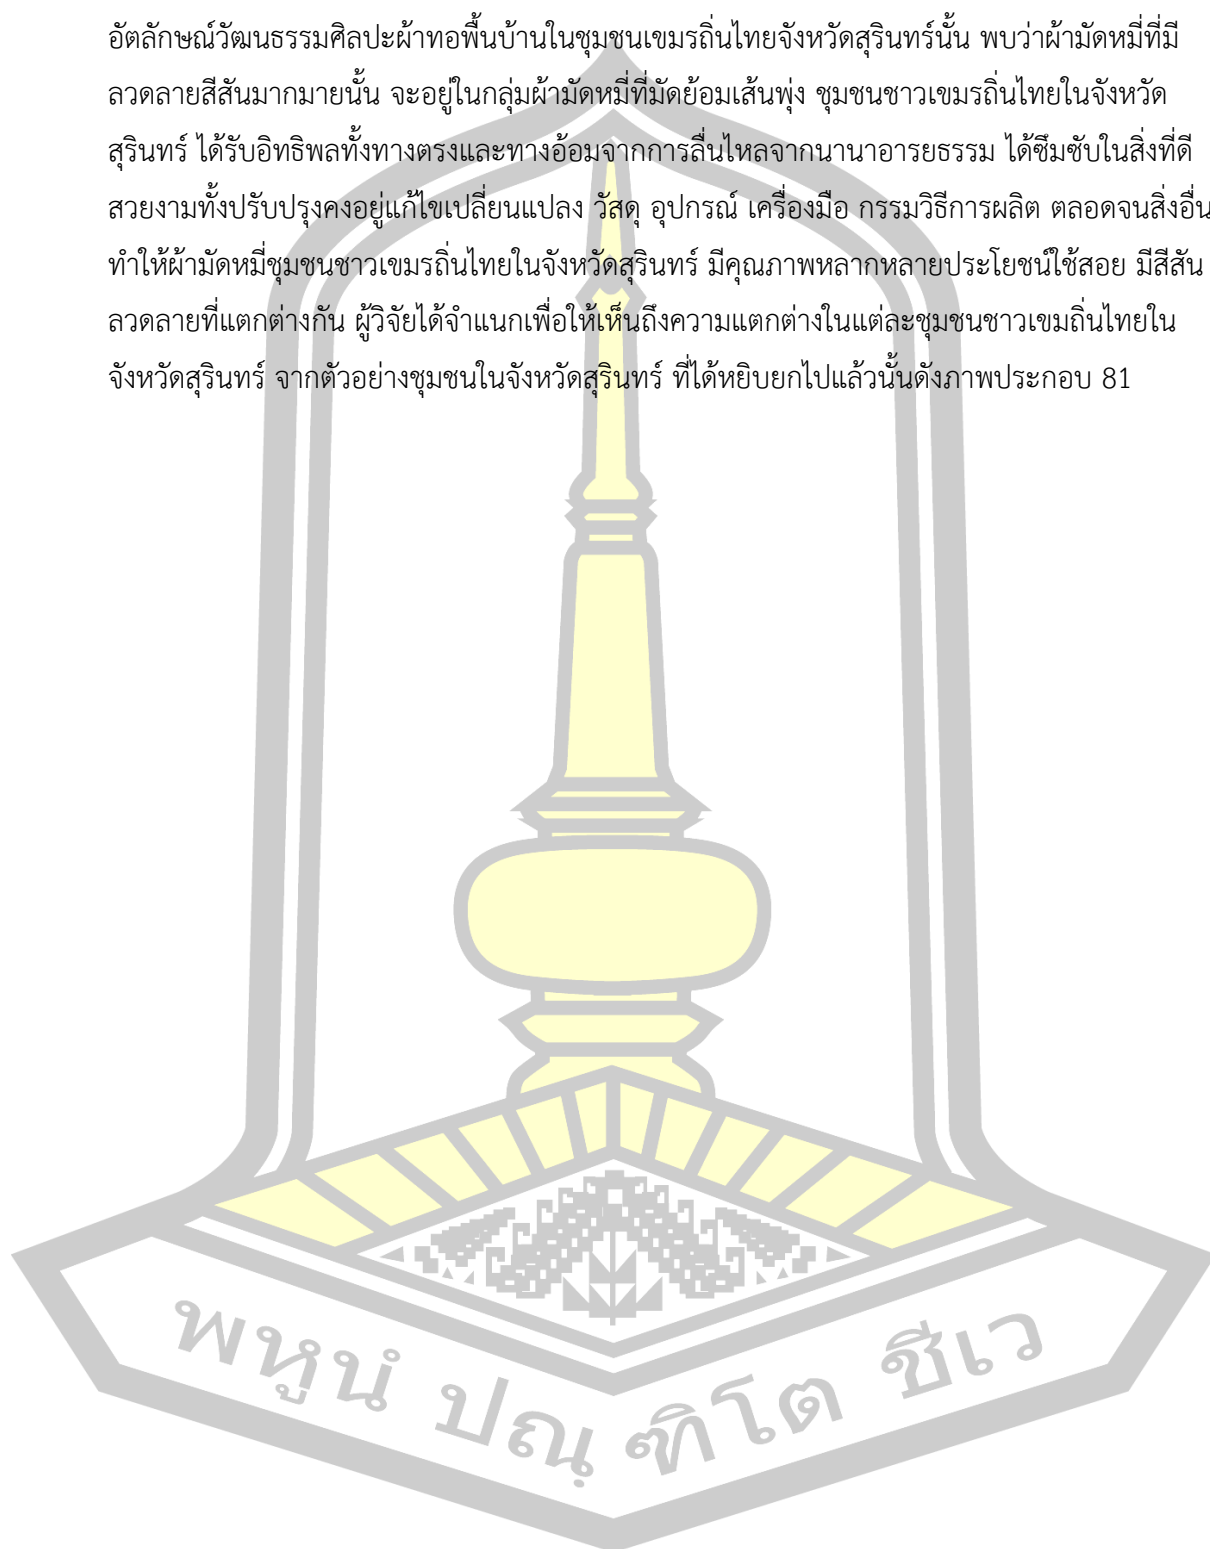 อัตลักษณ์วัฒนธรรมศิลปะผ้าทอพื้นบ้านในชุมชนเขมรถิ่นไทยจังหวัดสุรินทร์นั้น พบว่าผ้ามัดหมี่ที่มี
ลวดลายสีสันมากมายนั้น จะอยู่ในกลุ่มผ้ามัดหมี่ที่มัดย้อมเส้นพุ่ง ชุมชนชาวเขมรถิ่นไทยในจังหวัด
สุรินทร์ ได้รับอิทธิพลทั้งทางตรงและทางอ้อมจากการลื่นไหลจากนานาอารยธรรม ได้ซึมซับในสิ่งที่ดี
สวยงามทั้งปรับปรุงคงอยู่แก้ไขเปลี่ยนแปลง วัสดุ อุปกรณ์ เครื่องมือ กรรมวิธีการผลิต ตลอดจนสิ่งอื่น
ทำให้ผ้ามัดหมี่ชุมชนชาวเขมรถิ่นไทยในจังหวัดสุรินทร์ มีคุณภาพหลากหลายประโยชน์ใช้สอย มีสีสัน
ลวดลายที่แตกต่างกัน ผู้วิจัยได้จำแนกเพื่อให้เห็นถึงความแตกต่างในแต่ละชุมชนชาวเขมถิ่นไทยใน
จังหวัดสุรินทร์ จากตัวอย่างชุมชนในจังหวัดสุรินทร์ ที่ได้หยิบยกไปแล้วนั้นดังภาพประกอบ 81
พหูนํ ปณฺฑิโต ชีเว